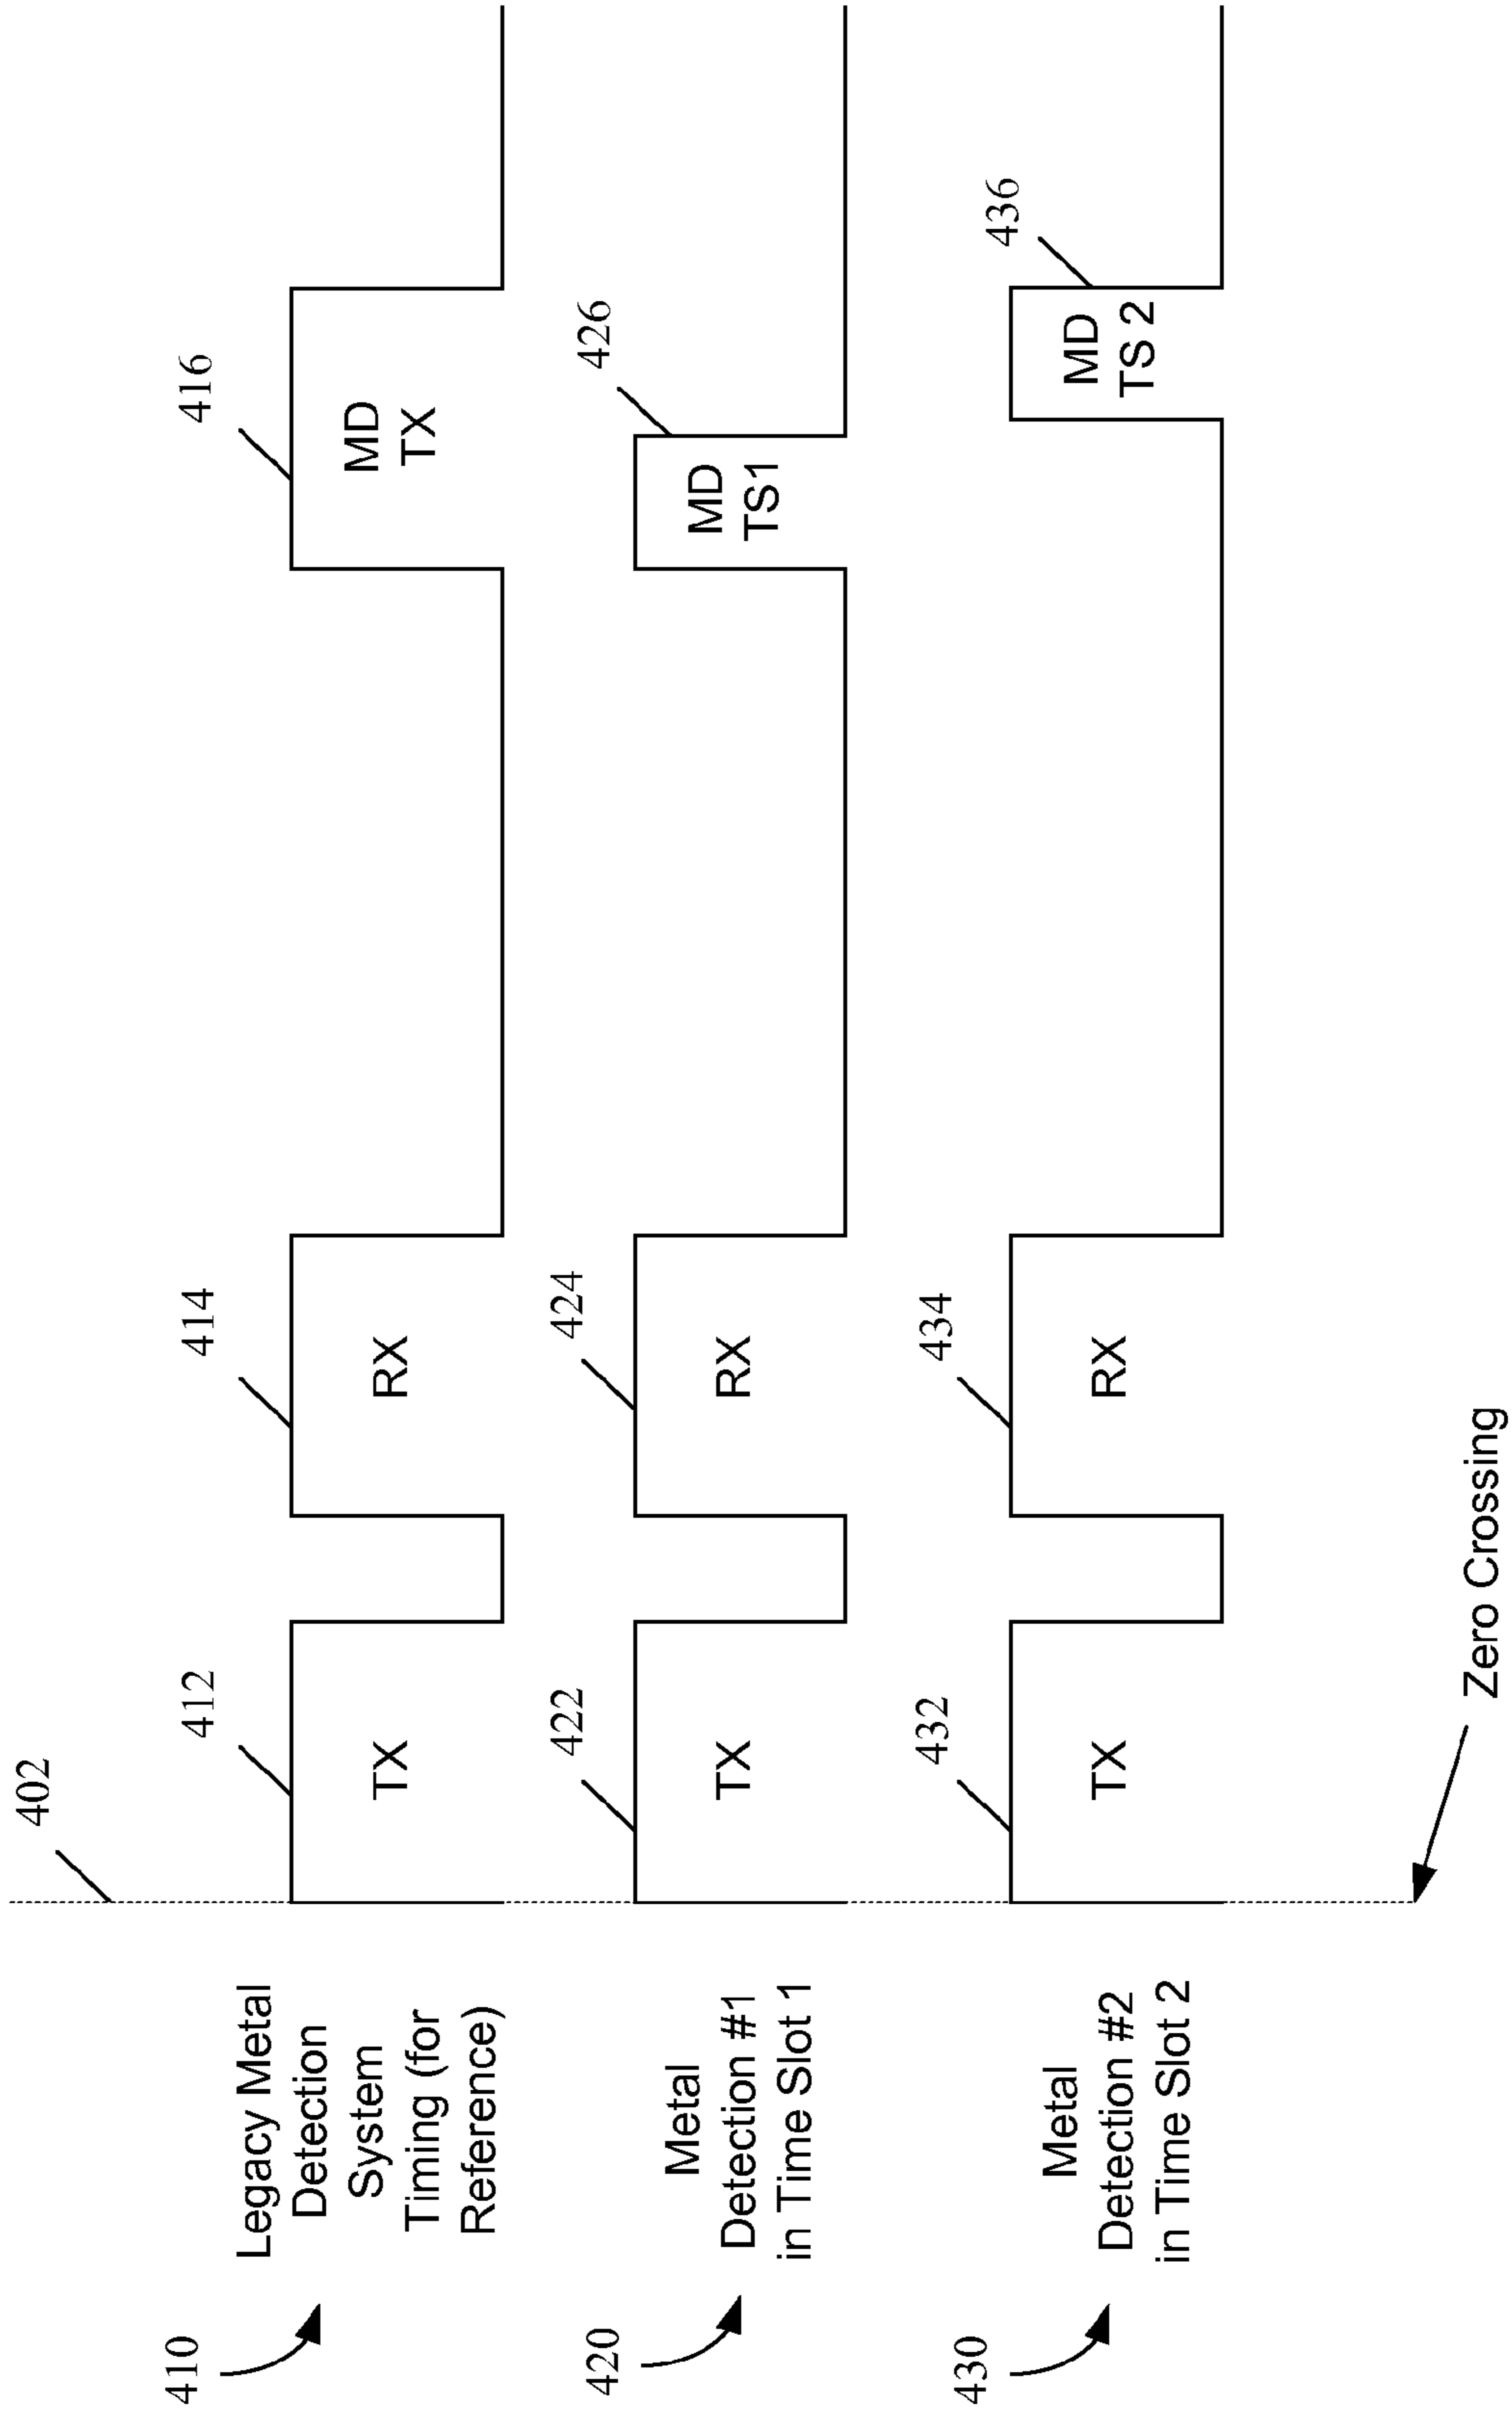 402
410
Legacy Metal
Detection
System
Timing (for
Reference)
412
TX
414
RX
416
MD
TX
420
Metal
Detection #1
in Time Slot 1
422
TX
424
RX
426
MD
TS1
430
Metal
Detection #2
in Time Slot 2
432
TX
434
RX
436
MD
TS 2
Zero Crossing